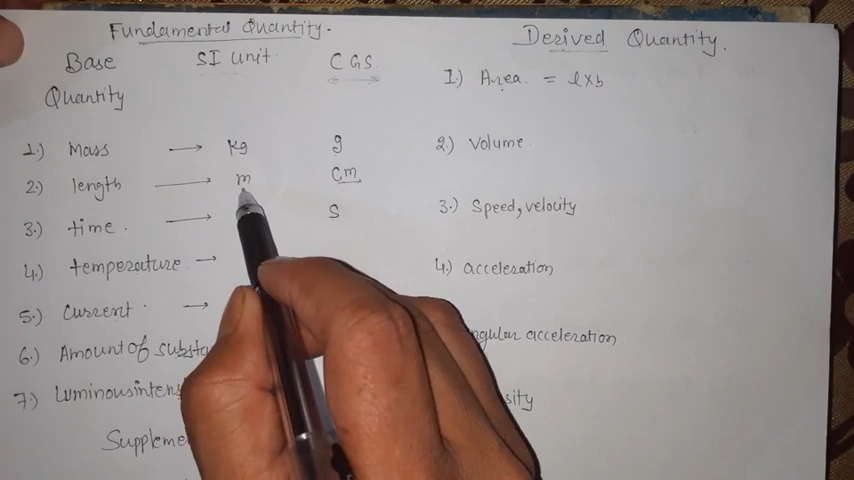 Fundamental Quantity.
Base SI unit CGS
Quantity
1.) Mass → Kg g
2.) length → m Cm
3.) time. → S
4.) temperature →
5.) Current. →
6.) Amount of substa
7.) Luminous intens
Suppleme
Derived Quantity.
1.) Area. = l×b
2.) Volume.
3.) Speed, velocity
4.) acceleration
ngular acceleration
sity